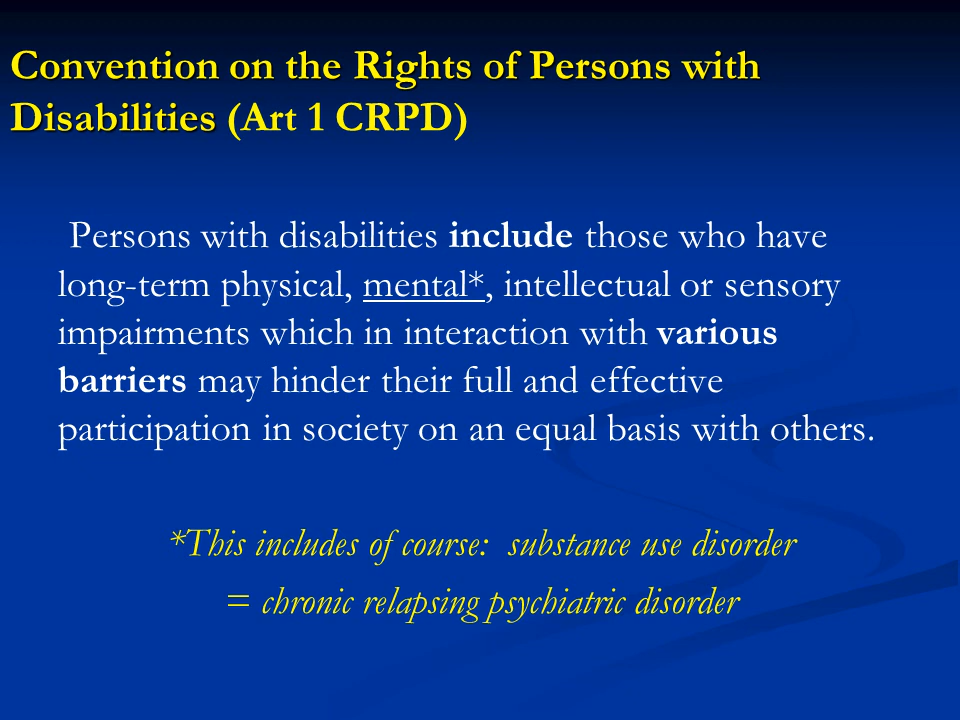 Convention on the Rights of Persons with
Disabilities (Art 1 CRPD)
Persons with disabilities include those who have
long-term physical, mental*, intellectual or sensory
impairments which in interaction with various
barriers may hinder their full and effective
participation in society on an equal basis with others.
*This includes of course: substance use disorder
= chronic relapsing psychiatric disorder